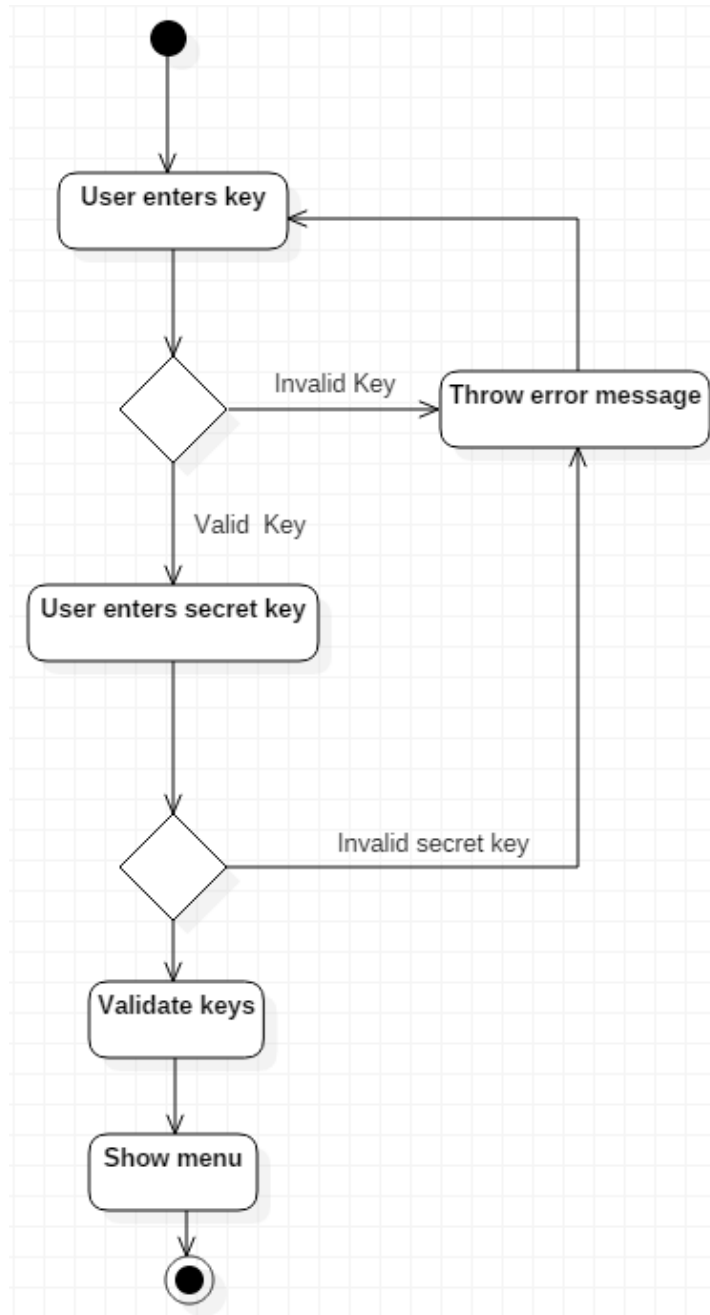 User enters key
Invalid Key
Throw error message
Valid  Key
User enters secret key
Invalid secret key
Validate keys
Show menu